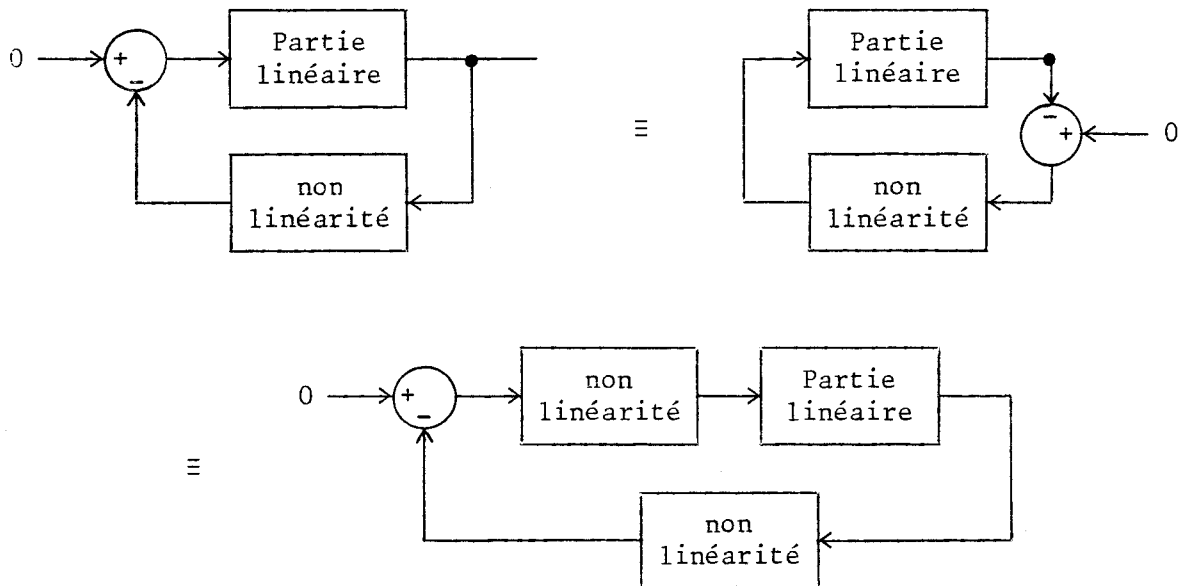 0
+
-
Partie
linéaire
non
linéarité
≡
Partie
linéaire
-
+
0
non
linéarité
≡
0
+
-
non
linéarité
Partie
linéaire
non
linéarité